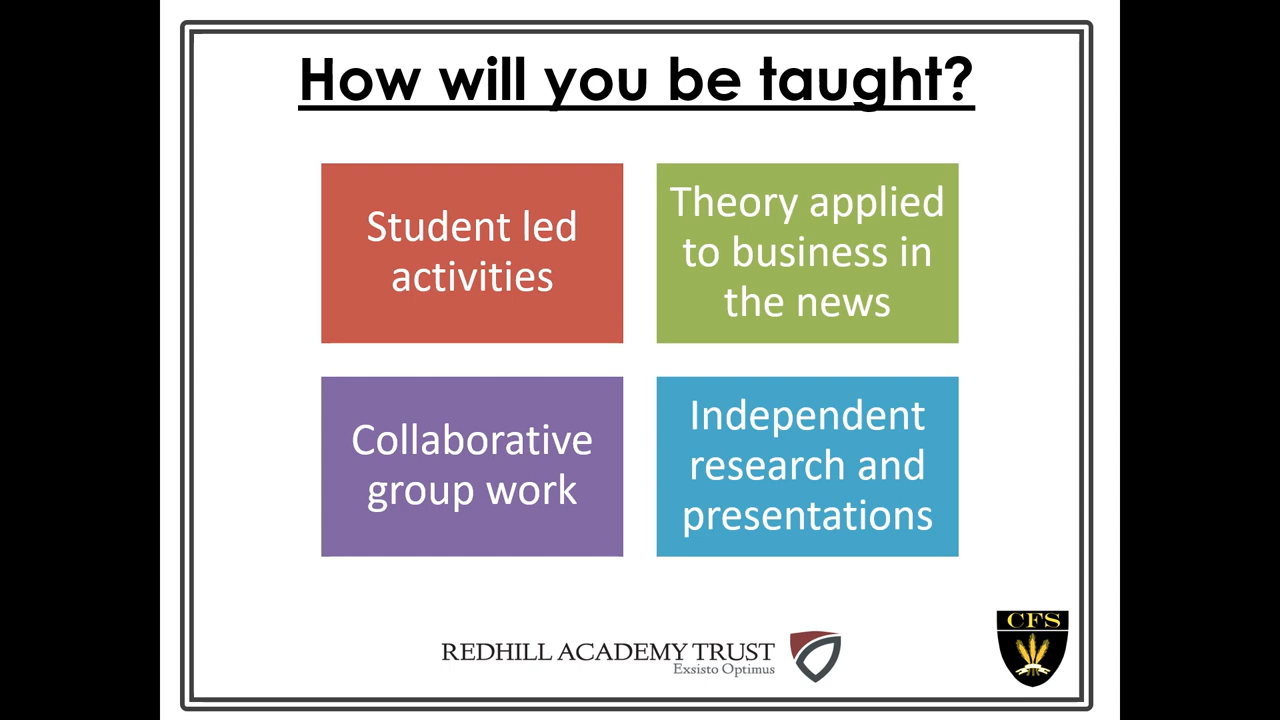 How will you be taught?
Student led
activities
Theory applied
to business in
the news
Collaborative
group work
Independent
research and
presentations
REDHILL ACADEMY TRUST
Exsisto Optimus
CFS